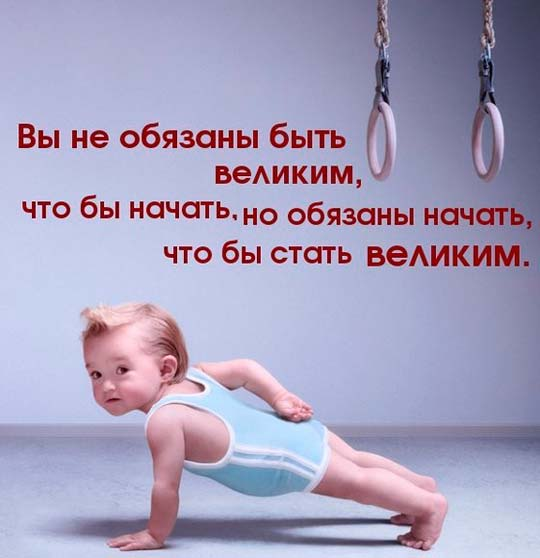 Вы не обязаны быть
великим,
что бы начать, но обязаны начать,
что бы стать великим.